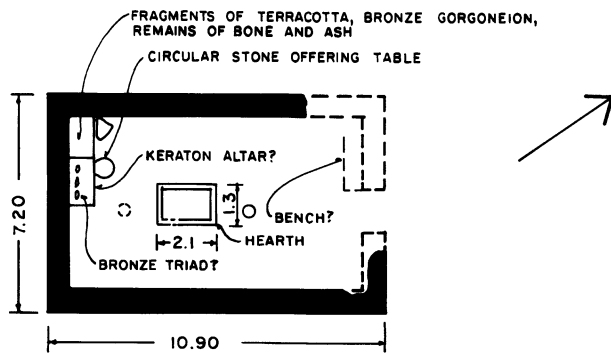 FRAGMENTS OF TERRACOTTA, BRONZE GORGONEION,
REMAINS OF BONE AND ASH
CIRCULAR STONE OFFERING TABLE
KERATON ALTAR?
7.20
1.3
BENCH?
2.1
HEARTH
BRONZE TRIAD?
10.90